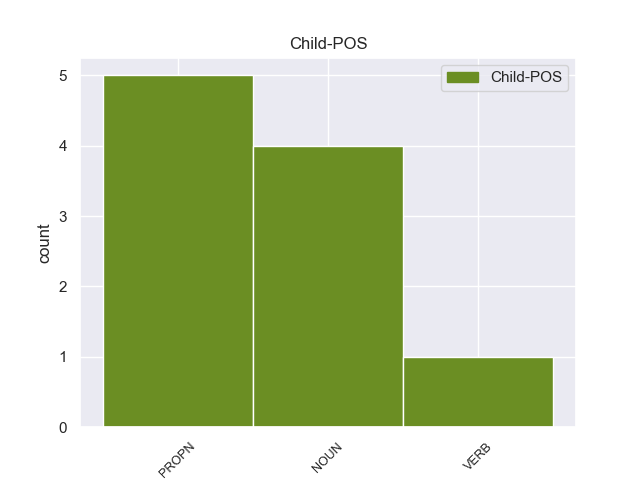 Child-POS
Child-POS
count
5
4
3
2
1
0
PROPN
NOUN
VERB